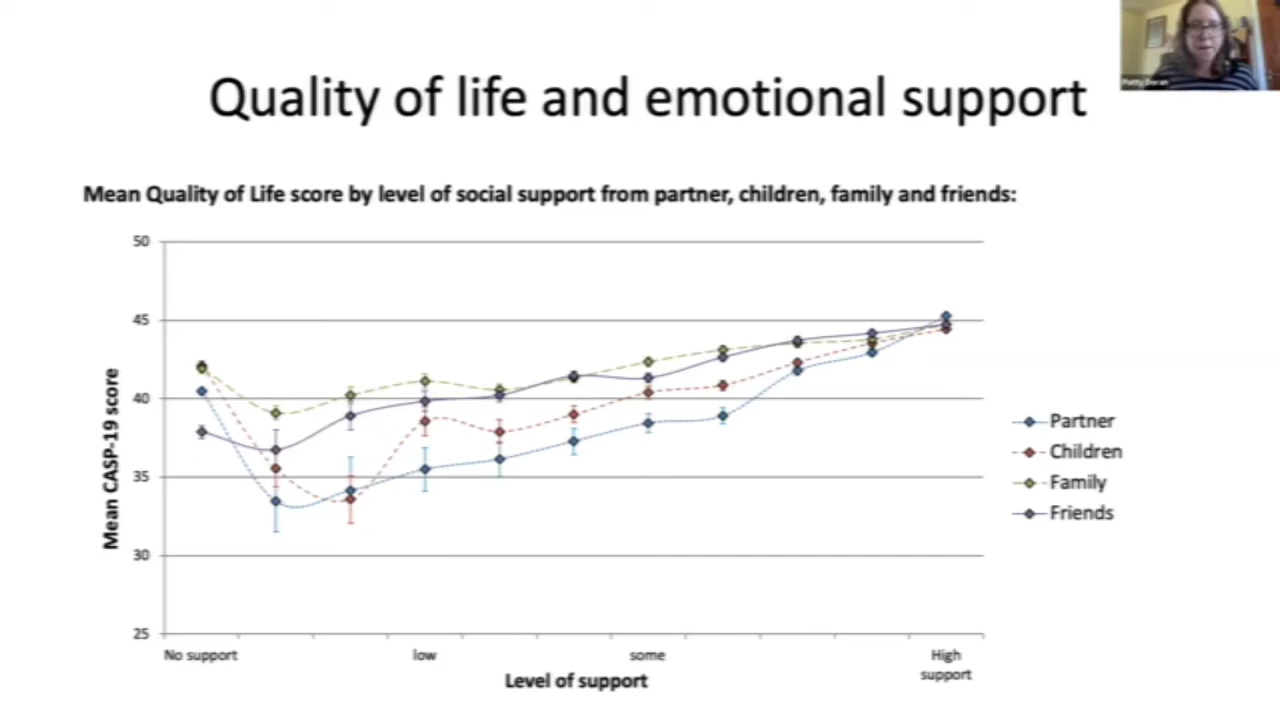 Quality of life and emotional support
Mean Quality of Life score by level of social support from partner, children, family and friends:
50
45
40
35
30
25
Mean CASP-19 score
No support
low
some
High
support
Level of support
Partner
Children
Family
Friends